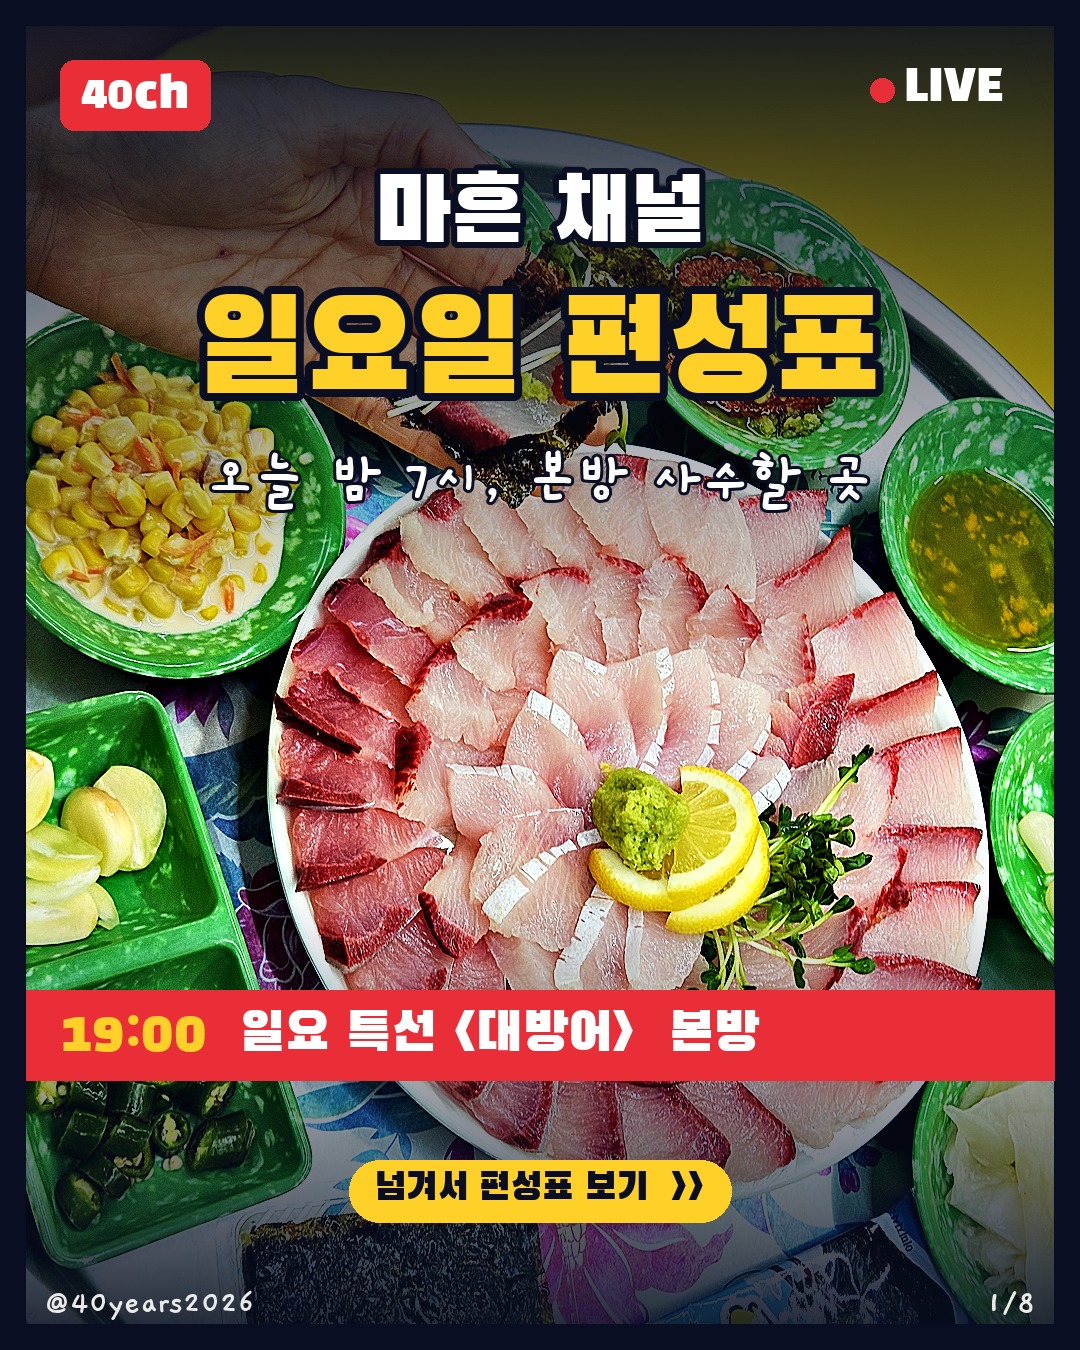 40ch
LIVE
마흔 채널
일요일 편성표
오늘 밤 7시, 본방 사수할 곳
19:00 일요 특선 〈대방어〉 본방
넘겨서 편성표 보기 》
@40years2026
1/8